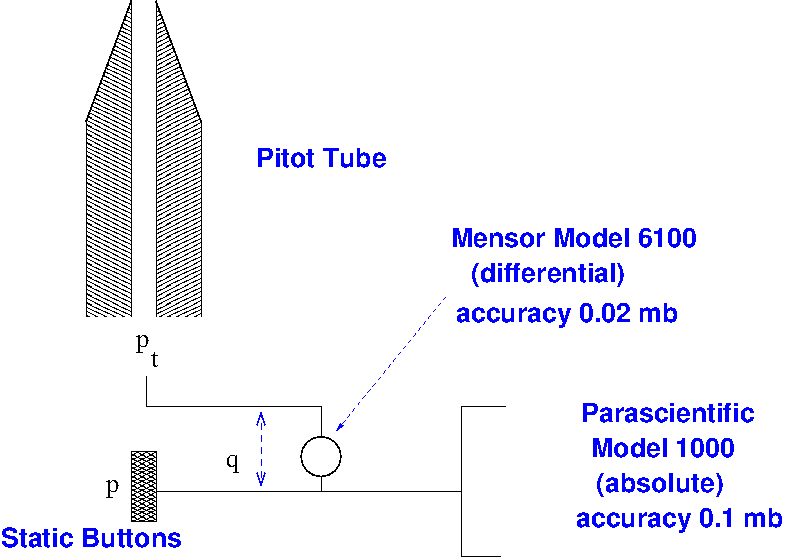 Pitot Tube
Mensor Model 6100
(differential)
accuracy 0.02 mb
p
t
q
p
Static Buttons
Parascientific
Model 1000
(absolute)
accuracy 0.1 mb